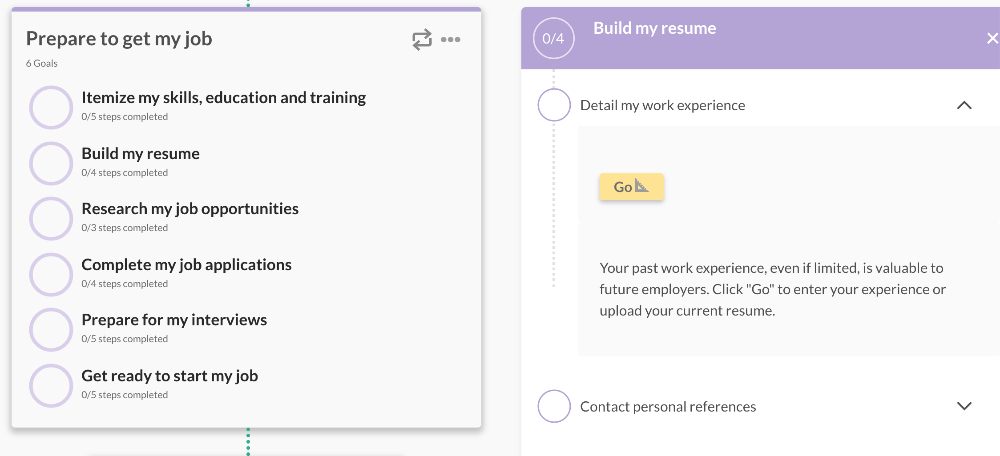 Prepare to get my job
6 Goals
Itemize my skills, education and training
0/5 steps completed
Build my resume
0/4 steps completed
Research my job opportunities
0/3 steps completed
Complete my job applications
0/4 steps completed
Prepare for my interviews
0/5 steps completed
Get ready to start my job
0/5 steps completed
0/4
Build my resume
Detail my work experience
Go
Your past work experience, even if limited, is valuable to
future employers. Click "Go" to enter your experience or
upload your current resume.
Contact personal references